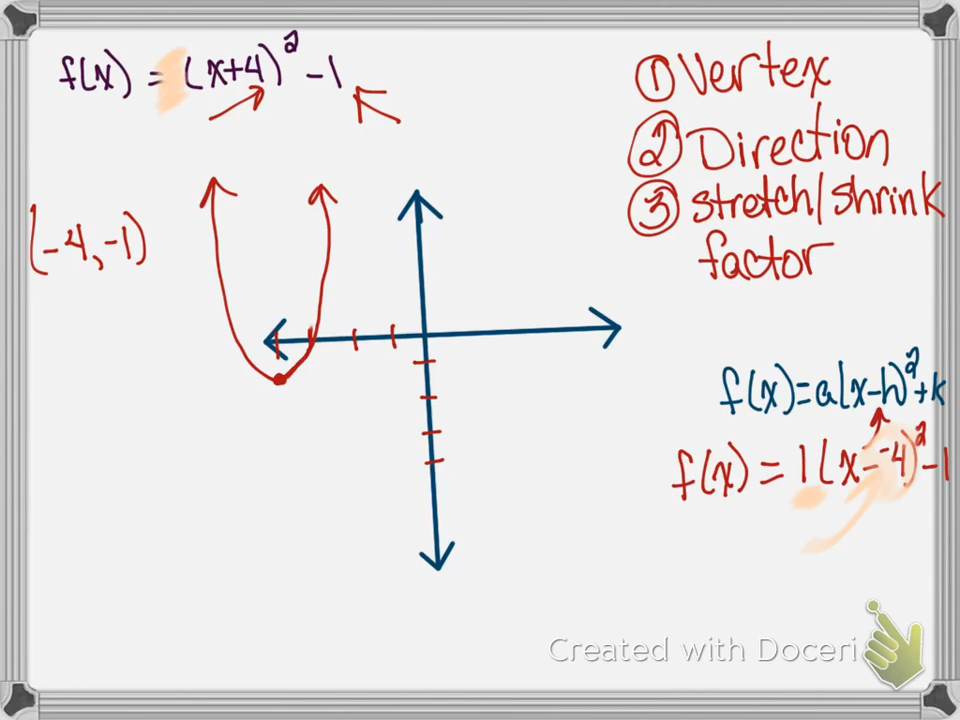 f(x) = (x+4)² -1
① Vertex
② Direction
③ stretch/shrink
factor
(-4,-1)
f(x)=a(x-h)²+k
f(x) = 1(x--4)²-1
Created with Doceri